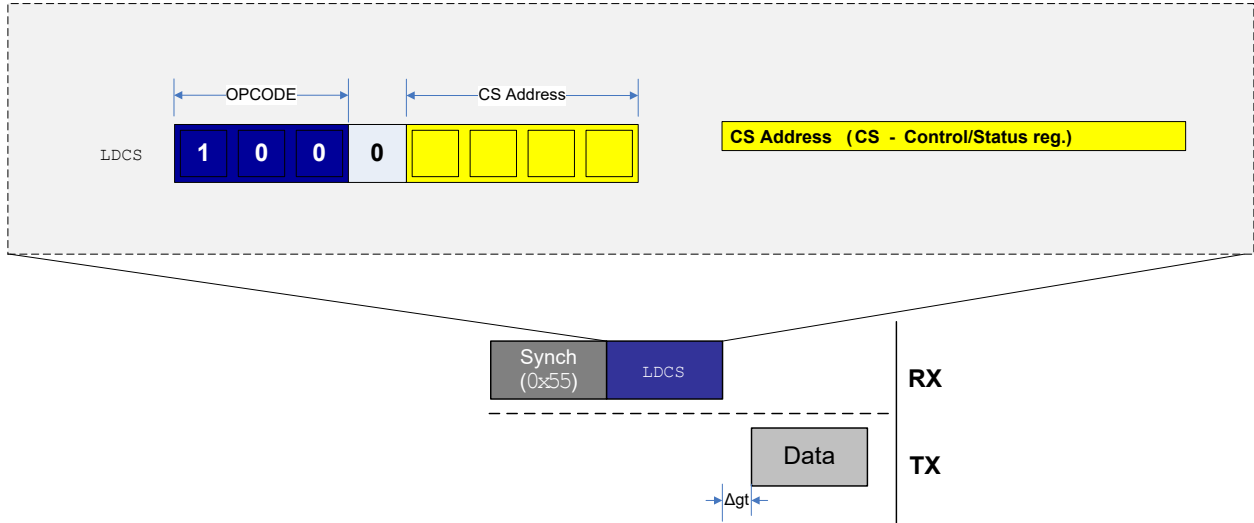 OPCODE
CS Address
LDCS
1 0 0 0
CS Address (CS - Control/Status reg.)
Synch
(0x55)
LDCS
RX
Data
TX
Δgt